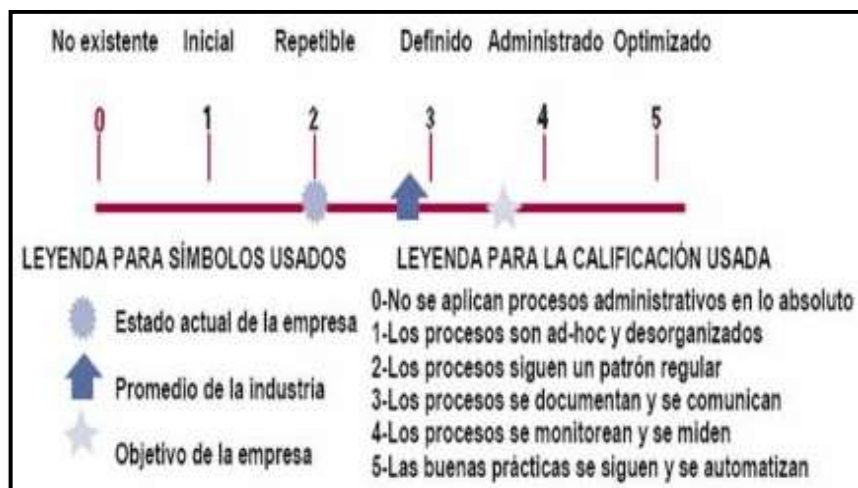 No existente Inicial Repetible Definido Administrado Optimizado
0 1 2 3 4 5
LEYENDA PARA SÍMBOLOS USADOS
Estado actual de la empresa
Promedio de la industria
Objetivo de la empresa
LEYENDA PARA LA CALIFICACIÓN USADA
0-No se aplican procesos administrativos en lo absoluto
1-Los procesos son ad-hoc y desorganizados
2-Los procesos siguen un patrón regular
3-Los procesos se documentan y se comunican
4-Los procesos se monitorean y se miden
5-Las buenas prácticas se siguen y se automatizan